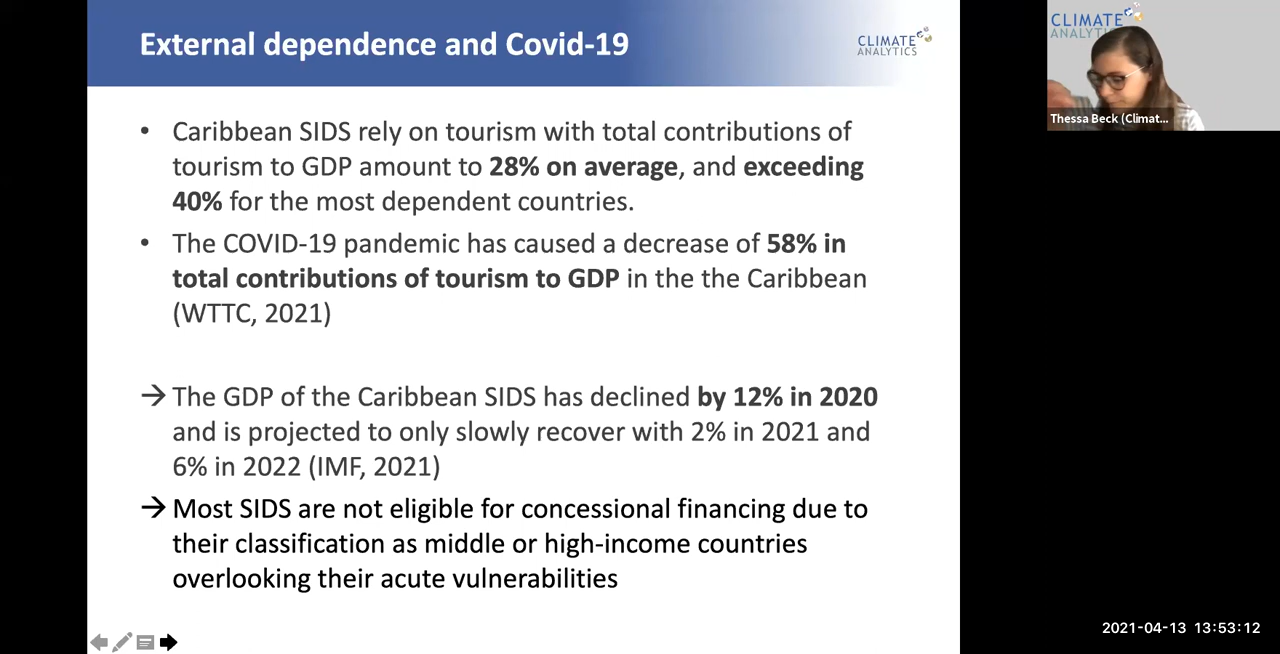 External dependence and Covid-19
CLIMATE
ANALYTICS
• Caribbean SIDS rely on tourism with total contributions of
tourism to GDP amount to 28% on average, and exceeding
40% for the most dependent countries.
• The COVID-19 pandemic has caused a decrease of 58% in
total contributions of tourism to GDP in the the Caribbean
(WTTC, 2021)
→ The GDP of the Caribbean SIDS has declined by 12% in 2020
and is projected to only slowly recover with 2% in 2021 and
6% in 2022 (IMF, 2021)
→ Most SIDS are not eligible for concessional financing due to
their classification as middle or high-income countries
overlooking their acute vulnerabilities
CLIMATE
ANALYTICS
Thessa Beck (Climat...
2021-04-13 13:53:12